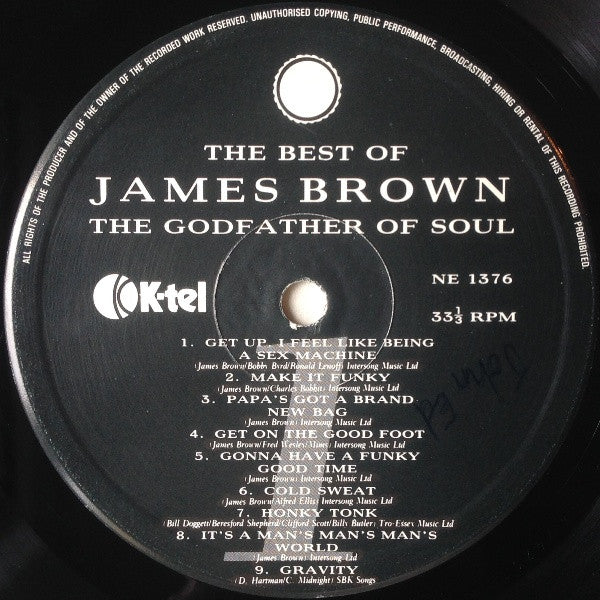 ALL RIGHTS OF THE PRODUCER AND OF THE OWNER OF THE RECORDED WORK RESERVED. UNAUTHORISED COPYING, PUBLIC PERFORMANCE, BROADCASTING, HIRING OR RENTAL OF THIS RECORDING PROHIBITED.
THE BEST OF
JAMES BROWN
THE GODFATHER OF SOUL
K-tel
NE 1376
33⅓ RPM
1. GET UP, I FEEL LIKE BEING
A SEX MACHINE
(James Brown/Bobby Byrd/Ronald Lenoff) Intersong Music Ltd
2. MAKE IT FUNKY
(James Brown/Charles Bobbit) Intersong Music Ltd
3. PAPA'S GOT A BRAND
NEW BAG
(James Brown) Intersong Music Ltd
4. GET ON THE GOOD FOOT
(James Brown/Fred Wesley/Mims) Intersong Music Ltd
5. GONNA HAVE A FUNKY
GOOD TIME
(James Brown) Intersong Music Ltd
6. COLD SWEAT
(James Brown/Alfred Ellis) Intersong Music Ltd
7. HONKY TONK
(Bill Doggett/Beresford Shepherd/Clifford Scott/Billy Butler) Tro-Essex Music Ltd
8. IT'S A MAN'S MAN'S MAN'S
WORLD
(James Brown) Intersong Music Ltd
9. GRAVITY
(D. Hartman/C. Midnight) SBK Songs